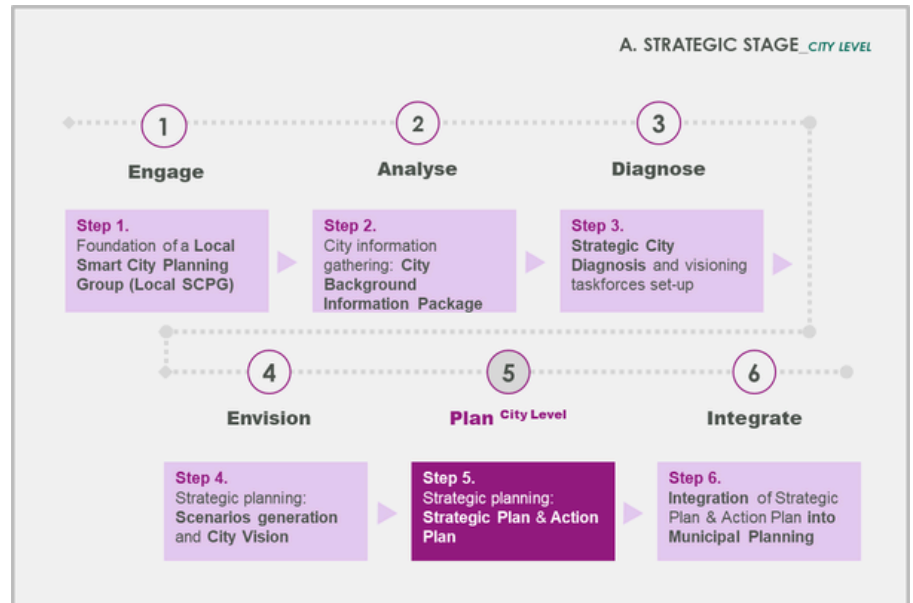 A. STRATEGIC STAGE_CITY LEVEL
1
2
3
Engage
Analyse
Diagnose
Step 1.
Foundation of a Local
Smart City Planning
Group (Local SCPG)
Step 2.
City information
gathering: City
Background
Information Package
Step 3.
Strategic City
Diagnosis and visioning
taskforces set-up
4
5
6
Envision
Plan City Level
Integrate
Step 4.
Strategic planning:
Scenarios generation
and City Vision
Step 5.
Strategic planning:
Strategic Plan & Action
Plan
Step 6.
Integration of Strategic
Plan & Action Plan into
Municipal Planning